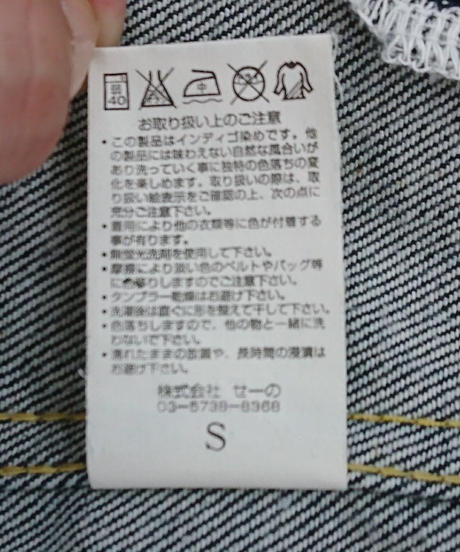 弱
40
中
お取り扱い上のご注意
・この製品はインディゴ染めです。他
の製品には味わえない自然な風合いが
あり洗っていく事に独特の色落ちの変
化を楽しめます。取り扱いの際は、取
り扱い絵表示をご確認の上、次の点に
充分ご注意下さい。
・着用により他の衣類等に色が付着する
事が有ります。
・無蛍光洗剤を使用して下さい。
・摩擦により淡い色のベルトやバッグ等
に色移りしますのでご注意下さい。
・タンブラー乾燥はお避け下さい。
・洗濯後は直ぐに形を整えて干して下さい。
・色落ちしますので、他の物と一緒に洗
わないで下さい。
・濡れたままの放置や、長時間の浸漬は
お避け下さい。
株式会社 せーの
03-5738-8368
S